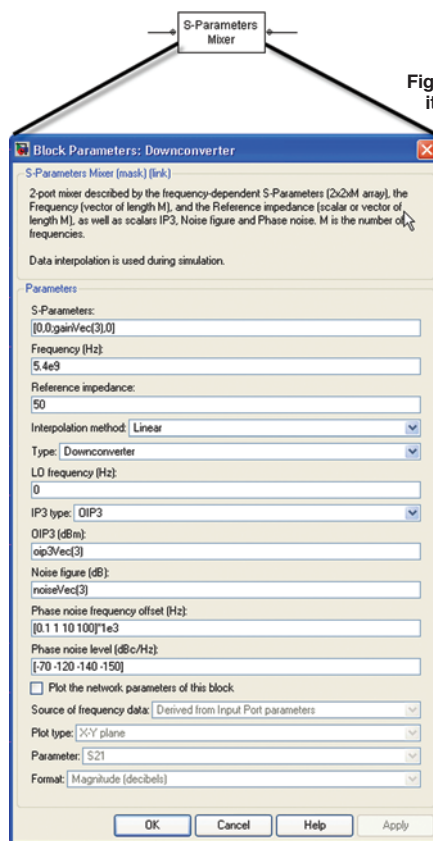 S-Parameters
Mixer
Fig
it
Block Parameters: Downconverter
S-Parameters Mixer (mask) (link)
2-port mixer described by the frequency-dependent S-Parameters (2x2xM array), the
Frequency (vector of length M), and the Reference impedance (scalar or vector of
length M), as well as scalars IP3, Noise figure and Phase noise. M is the number of
frequencies.
Data interpolation is used during simulation.
Parameters
S-Parameters:
[0,0;gainVec(3),0]
Frequency (Hz):
5.4e9
Reference impedance:
50
Interpolation method: Linear
Type: Downconverter
LO frequency (Hz):
0
IP3 type: OIP3
OIP3 (dBm):
oip3Vec(3)
Noise figure (dB):
noiseVec(3)
Phase noise frequency offset (Hz):
[0.1 1 10 100]*1e3
Phase noise level (dBc/Hz):
[-70 -120 -140 -150]
Plot the network parameters of this block
Source of frequency data: Derived from Input Port parameters
Plot type: X-Y plane
Parameter: S21
Format: Magnitude (decibels)
OK Cancel Help Apply